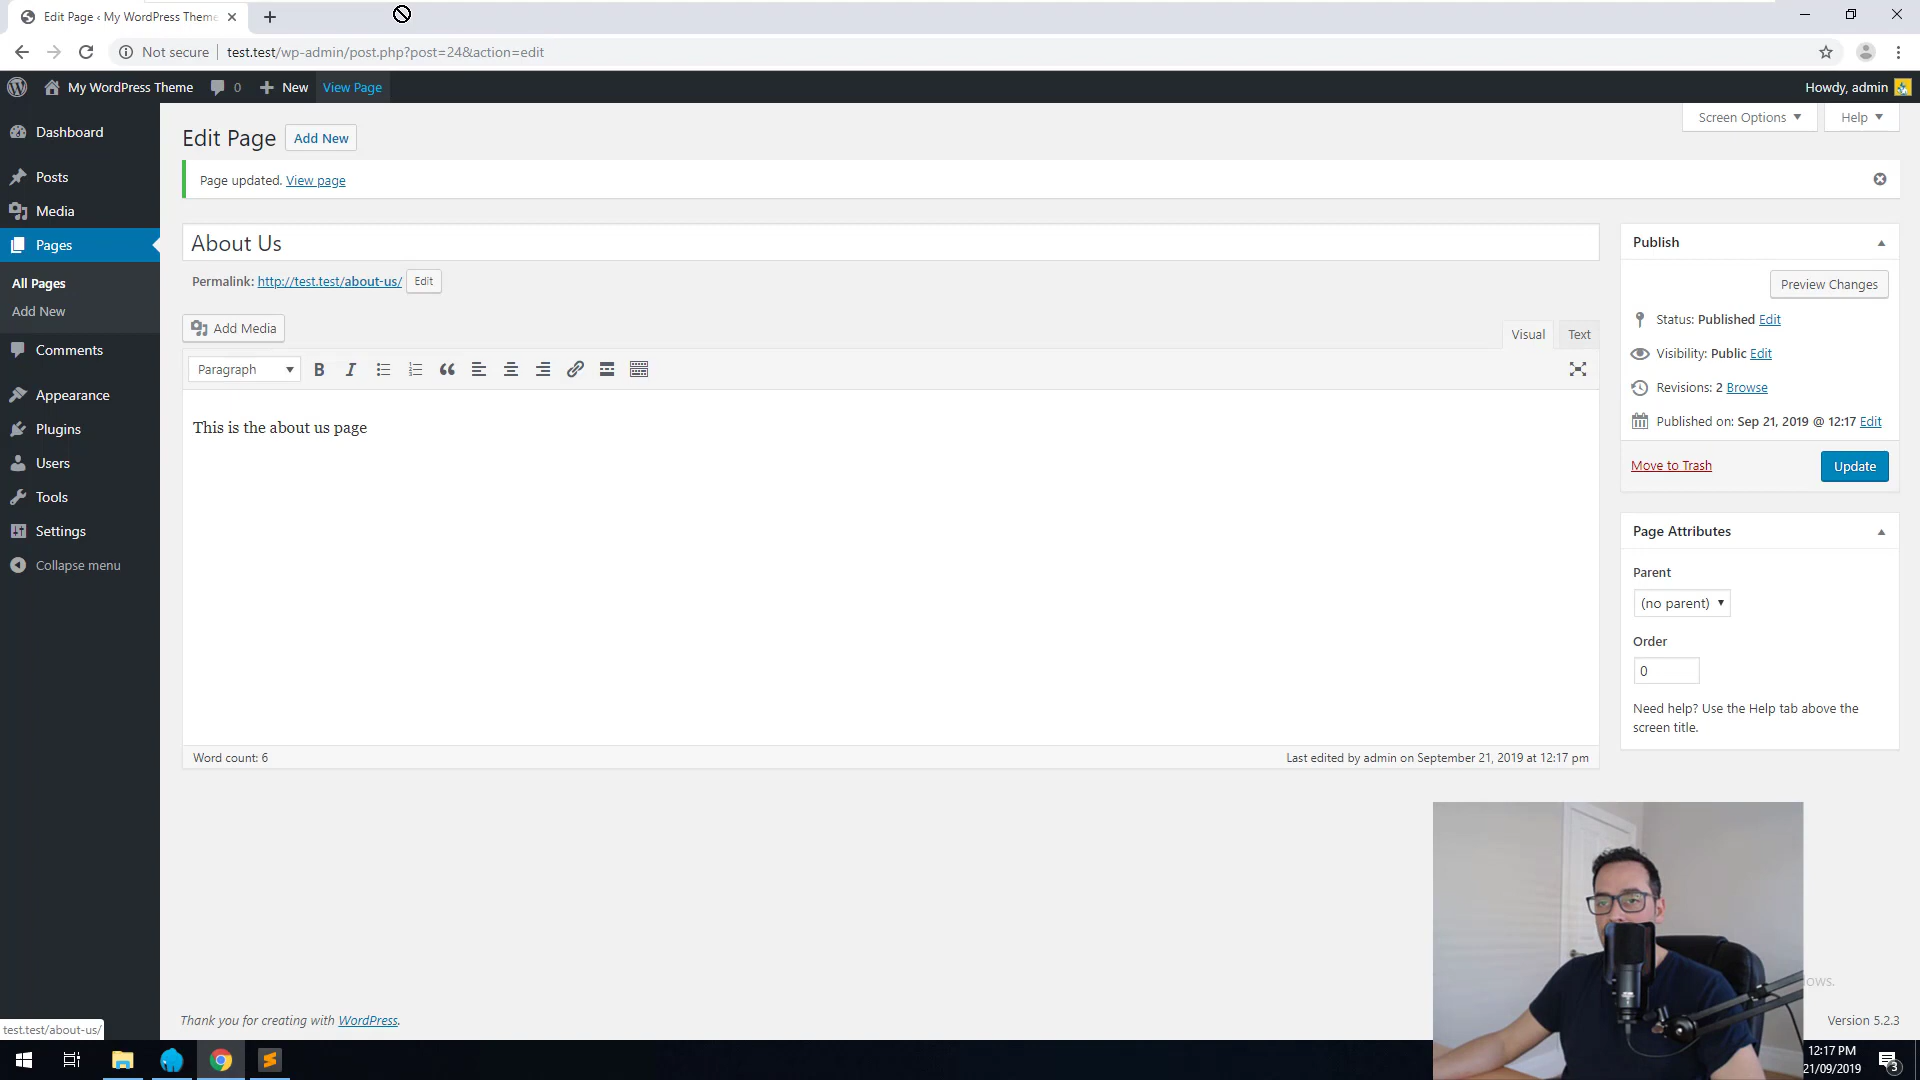 Edit Page ‹ My WordPress Theme
Not secure
test.test/wp-admin/post.php?post=24&action=edit
My WordPress Theme
0
New
View Page
Howdy, admin
Dashboard
Posts
Media
Pages
All Pages
Add New
Comments
Appearance
Plugins
Users
Tools
Settings
Collapse menu
Screen Options
Help
Edit Page
Add New
Page updated. View page
About Us
Permalink: http://test.test/about-us/ Edit
Add Media
Visual
Text
Paragraph
This is the about us page
Word count: 6
Last edited by admin on September 21, 2019 at 12:17 pm
Publish
Preview Changes
Status: Published Edit
Visibility: Public Edit
Revisions: 2 Browse
Published on: Sep 21, 2019 @ 12:17 Edit
Move to Trash
Update
Page Attributes
Parent
(no parent)
Order
0
Need help? Use the Help tab above the
screen title.
Thank you for creating with WordPress.
Version 5.2.3
test.test/about-us/
12:17 PM
21/09/2019
3